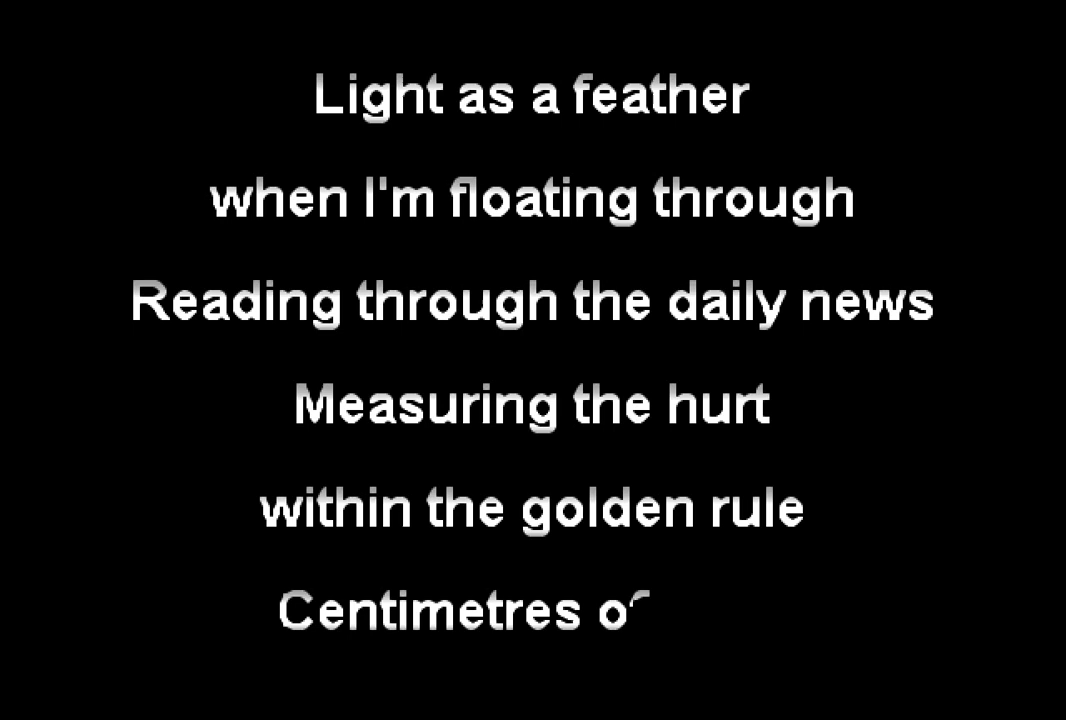 Light as a feather
when I'm floating through
Reading through the daily news
Measuring the hurt
within the golden rule
Centimetres